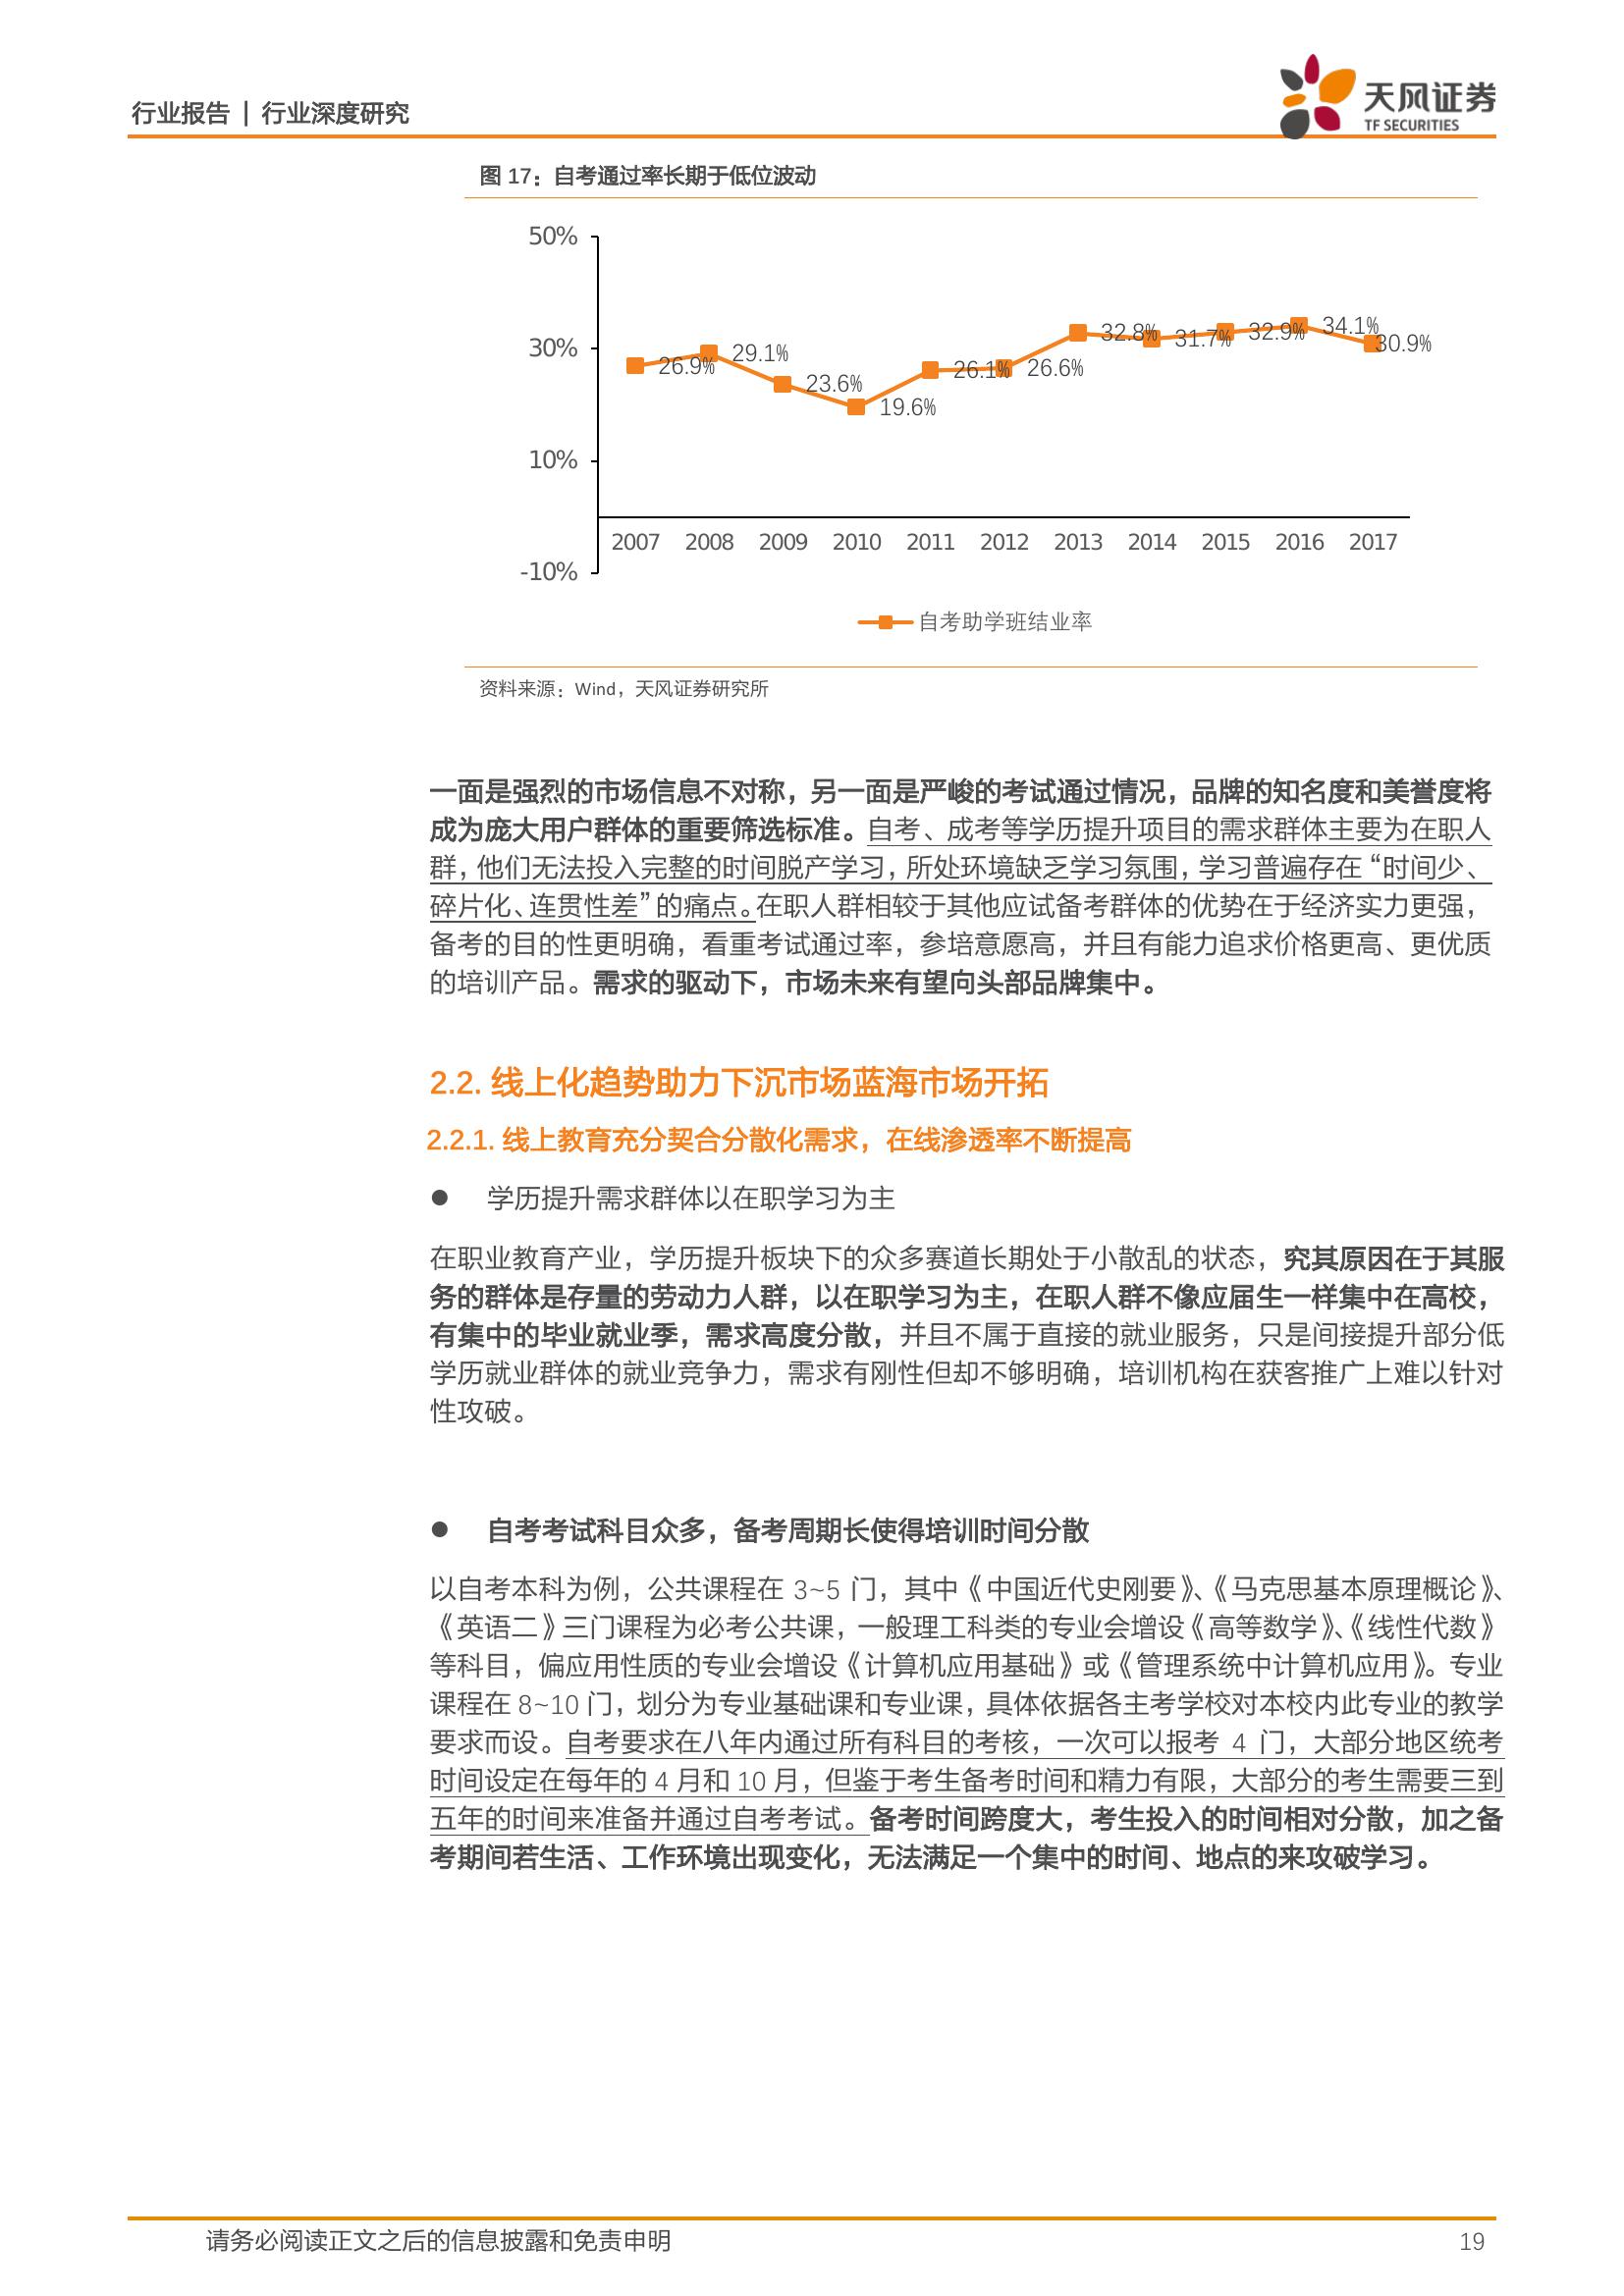 行业报告 | 行业深度研究
天风证券
TF SECURITIES
图 17：自考通过率长期于低位波动
50%
30%
10%
-10%
26.9%
29.1%
23.6%
19.6%
26.1%
26.6%
32.8%
31.7%
32.9%
34.1%
30.9%
2007 2008 2009 2010 2011 2012 2013 2014 2015 2016 2017
自考助学班结业率
资料来源：Wind，天风证券研究所
一面是强烈的市场信息不对称，另一面是严峻的考试通过情况，品牌的知名度和美誉度将
成为庞大用户群体的重要筛选标准。自考、成考等学历提升项目的需求群体主要为在职人
群，他们无法投入完整的时间脱产学习，所处环境缺乏学习氛围，学习普遍存在“时间少、
碎片化、连贯性差”的痛点。在职人群相较于其他应试备考群体的优势在于经济实力更强，
备考的目的性更明确，看重考试通过率，参培意愿高，并且有能力追求价格更高、更优质
的培训产品。需求的驱动下，市场未来有望向头部品牌集中。
2.2. 线上化趋势助力下沉市场蓝海市场开拓
2.2.1. 线上教育充分契合分散化需求，在线渗透率不断提高
● 学历提升需求群体以在职学习为主
在职业教育产业，学历提升板块下的众多赛道长期处于小散乱的状态，究其原因在于其服
务的群体是存量的劳动力人群，以在职学习为主，在职人群不像应届生一样集中在高校，
有集中的毕业就业季，需求高度分散，并且不属于直接的就业服务，只是间接提升部分低
学历就业群体的就业竞争力，需求有刚性但却不够明确，培训机构在获客推广上难以针对
性攻破。
● 自考考试科目众多，备考周期长使得培训时间分散
以自考本科为例，公共课程在 3~5 门，其中《中国近代史刚要》、《马克思基本原理概论》、
《英语二》三门课程为必考公共课，一般理工科类的专业会增设《高等数学》、《线性代数》
等科目，偏应用性质的专业会增设《计算机应用基础》或《管理系统中计算机应用》。专业
课程在 8~10 门，划分为专业基础课和专业课，具体依据各主考学校对本校内此专业的教学
要求而设。自考要求在八年内通过所有科目的考核，一次可以报考 4 门，大部分地区统考
时间设定在每年的 4 月和 10 月，但鉴于考生备考时间和精力有限，大部分的考生需要三到
五年的时间来准备并通过自考考试。备考时间跨度大，考生投入的时间相对分散，加之备
考期间若生活、工作环境出现变化，无法满足一个集中的时间、地点的来攻破学习。
请务必阅读正文之后的信息披露和免责申明
19